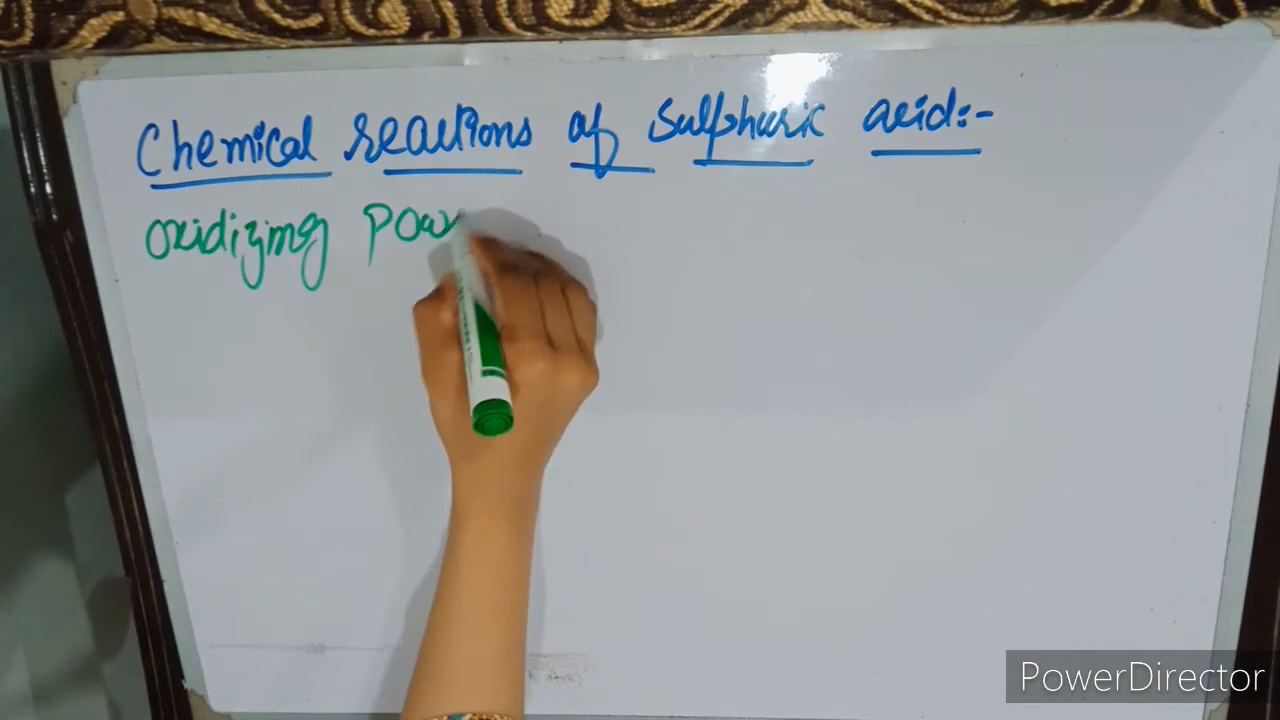 Chemical reactions of Sulphuric acid:-
oxidizing Pow
PowerDirector